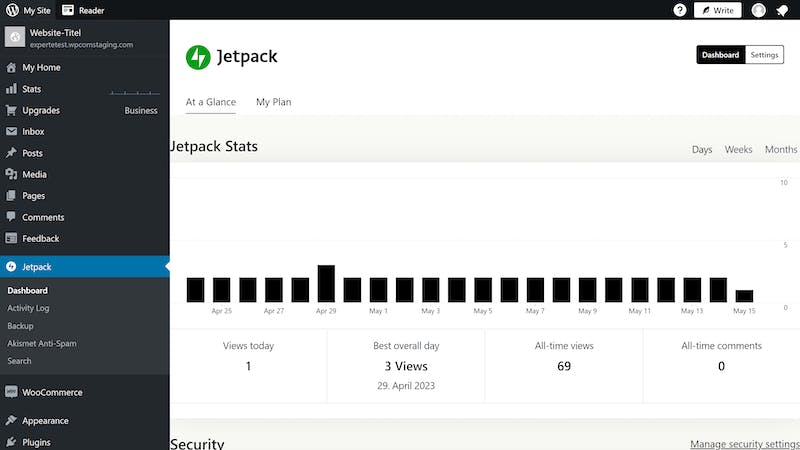 My Site
Reader
Write
Website-Titel
expertetest.wpcomstaging.com
My Home
Stats
Upgrades Business
Inbox
Posts
Media
Pages
Comments
Feedback
Jetpack
Dashboard
Activity Log
Backup
Akismet Anti-Spam
Search
WooCommerce
Appearance
Plugins
Jetpack
Dashboard Settings
At a Glance My Plan
Jetpack Stats
Days Weeks Months
10
5
0
Apr 25 Apr 27 Apr 29 May 1 May 3 May 5 May 7 May 9 May 11 May 13 May 15
Views today
1
Best overall day
3 Views
29. April 2023
All-time views
69
All-time comments
0
Security
Manage security settings